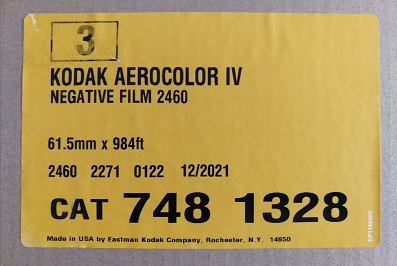 3
KODAK AEROCOLOR IV
NEGATIVE FILM 2460
61.5mm x 984ft
2460 2271 0122 12/2021
CAT 748 1328
Made in USA by Eastman Kodak Company, Rochester, N.Y. 14650